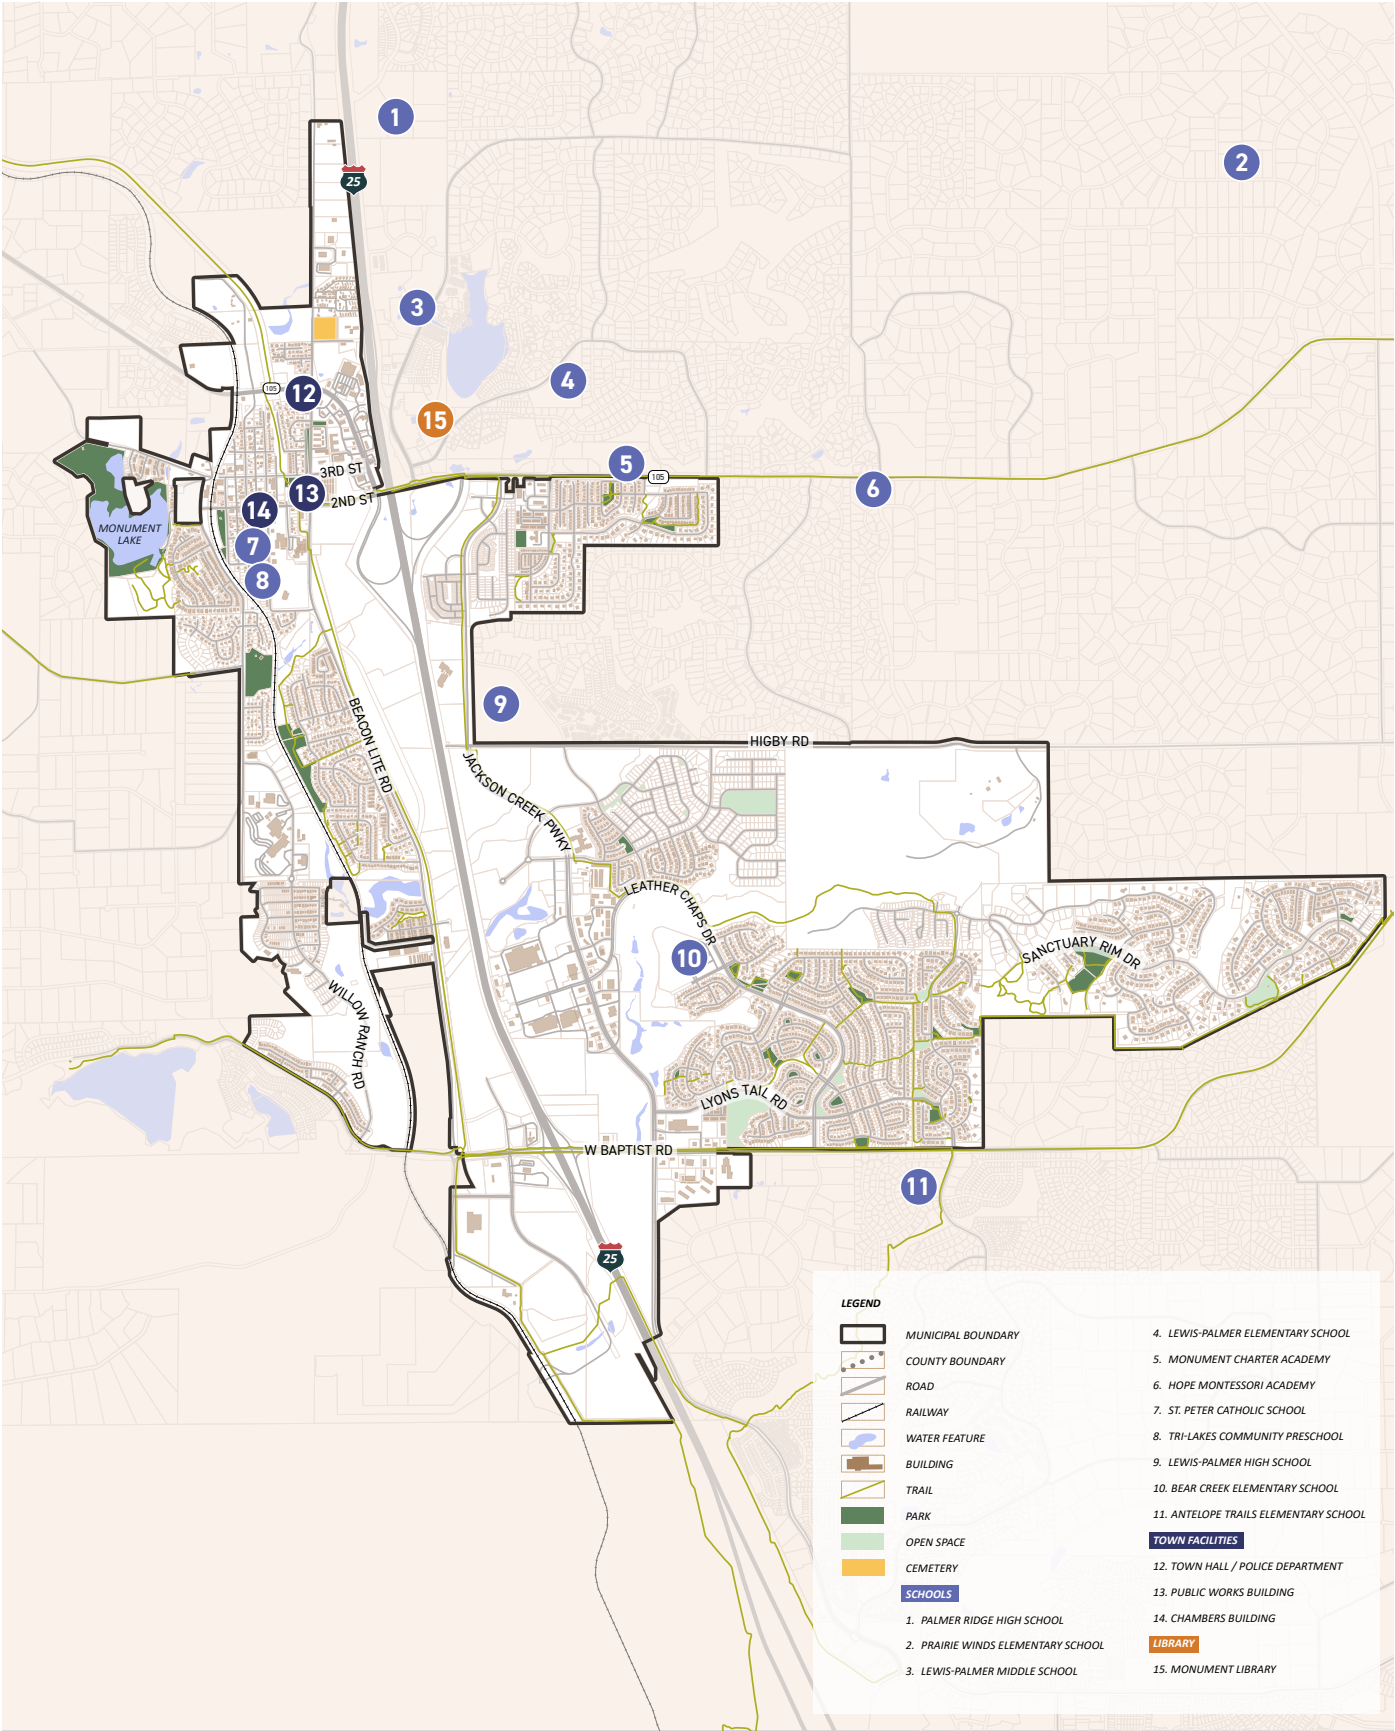 1
25
2
3
4
105
12
15
3RD ST
5
105
13
2ND ST
6
14
MONUMENT
LAKE
7
8
9
BEACON LITE RD
HIGBY RD
JACKSON CREEK PWKY
LEATHER CHAPS DR
10
SANCTUARY RIM DR
WILLOW RANCH RD
LYONS TAIL RD
W BAPTIST RD
11
25
LEGEND
MUNICIPAL BOUNDARY
COUNTY BOUNDARY
ROAD
RAILWAY
WATER FEATURE
BUILDING
TRAIL
PARK
OPEN SPACE
CEMETERY
SCHOOLS
1. PALMER RIDGE HIGH SCHOOL
2. PRAIRIE WINDS ELEMENTARY SCHOOL
3. LEWIS-PALMER MIDDLE SCHOOL
4. LEWIS-PALMER ELEMENTARY SCHOOL
5. MONUMENT CHARTER ACADEMY
6. HOPE MONTESSORI ACADEMY
7. ST. PETER CATHOLIC SCHOOL
8. TRI-LAKES COMMUNITY PRESCHOOL
9. LEWIS-PALMER HIGH SCHOOL
10. BEAR CREEK ELEMENTARY SCHOOL
11. ANTELOPE TRAILS ELEMENTARY SCHOOL
TOWN FACILITIES
12. TOWN HALL / POLICE DEPARTMENT
13. PUBLIC WORKS BUILDING
14. CHAMBERS BUILDING
LIBRARY
15. MONUMENT LIBRARY